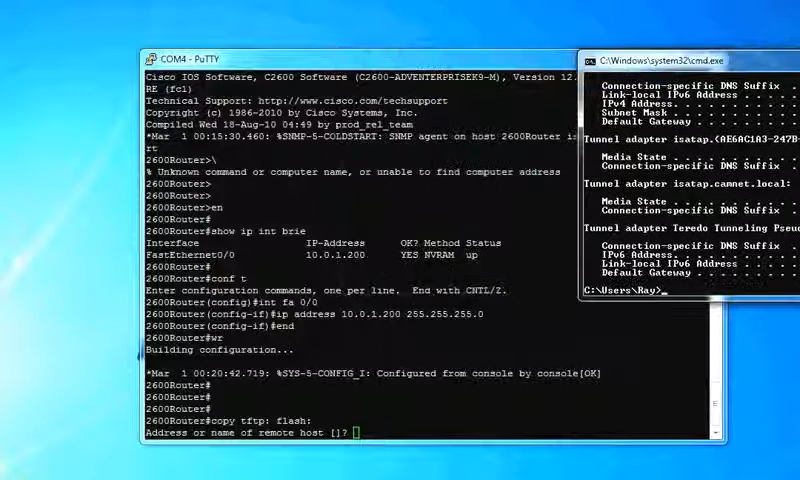 COM4 - PuTTY
Cisco IOS Software, C2600 Software (C2600-ADVENTERPRISEK9-M), Version 12.
RE (fc1)
Technical Support: http://www.cisco.com/techsupport
Copyright (c) 1986-2010 by Cisco Systems, Inc.
Compiled Wed 18-Aug-10 04:49 by prod_rel_team
*Mar  1 00:15:30.460: %SNMP-5-COLDSTART: SNMP agent on host 2600Router is
rt
2600Router>\
% Unknown command or computer name, or unable to find computer address
2600Router>
2600Router>
2600Router>en
2600Router#
2600Router#show ip int brie
Interface IP-Address OK? Method Status
FastEthernet0/0 10.0.1.200 YES NVRAM up
2600Router#
2600Router#conf t
Enter configuration commands, one per line.  End with CNTL/Z.
2600Router(config)#int fa 0/0
2600Router(config-if)#ip address 10.0.1.200 255.255.255.0
2600Router(config-if)#end
2600Router#wr
Building configuration...
*Mar  1 00:20:42.719: %SYS-5-CONFIG_I: Configured from console by console[OK]
2600Router#
2600Router#
2600Router#
2600Router#copy tftp: flash:
Address or name of remote host []?
C:\Windows\system32\cmd.exe
Connection-specific DNS Suffix  .
Link-local IPv6 Address . . . . .
IPv4 Address. . . . . . . . . . .
Subnet Mask . . . . . . . . . . .
Default Gateway . . . . . . . . .
Tunnel adapter isatap.{AE6AC1A3-247B-
Media State . . . . . . . . . . .
Connection-specific DNS Suffix  .
Tunnel adapter isatap.camnet.local:
Media State . . . . . . . . . . .
Connection-specific DNS Suffix  .
Tunnel adapter Teredo Tunneling Pseud
Connection-specific DNS Suffix  .
IPv6 Address. . . . . . . . . . .
Link-local IPv6 Address . . . . .
Default Gateway . . . . . . . . .
C:\Users\Ray>_